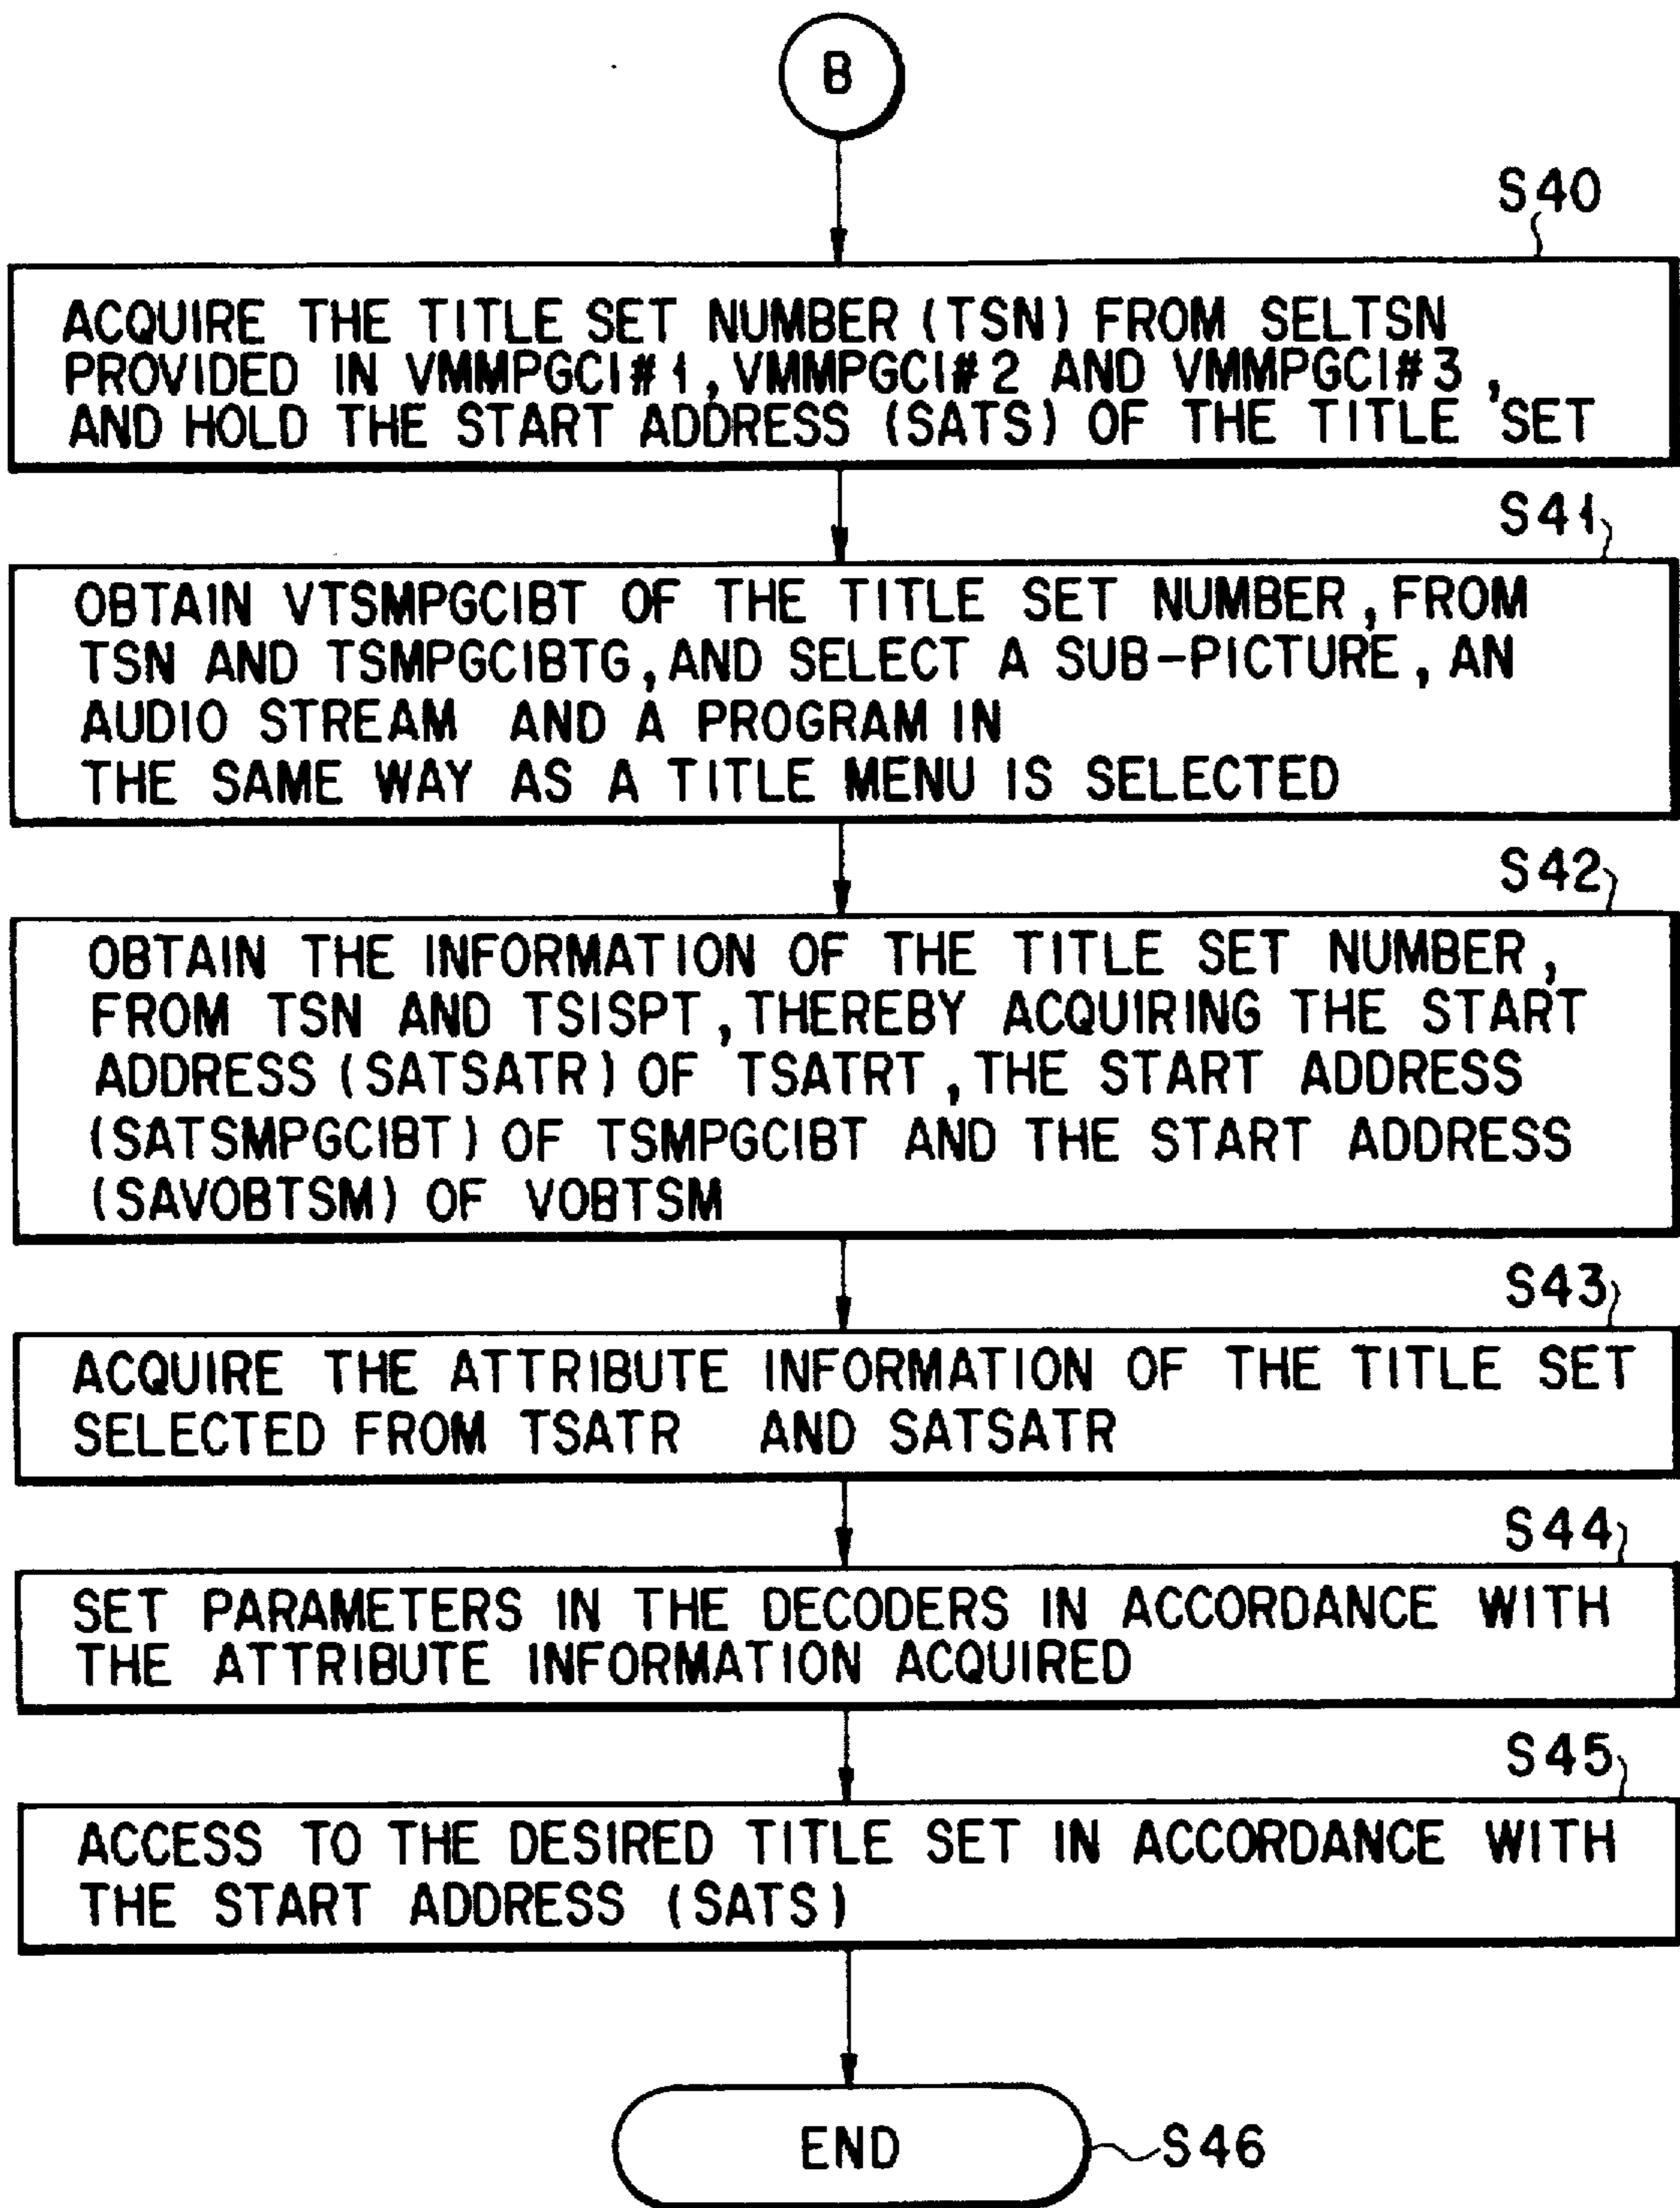 B
S40
ACQUIRE THE TITLE SET NUMBER (TSN) FROM SELTSN
PROVIDED IN VMMPGCI#1, VMMPGCI#2 AND VMMPGCI#3,
AND HOLD THE START ADDRESS (SATS) OF THE TITLE SET
S41
OBTAIN VTSMPGCIBT OF THE TITLE SET NUMBER, FROM
TSN AND TSMPGCIBTG, AND SELECT A SUB-PICTURE, AN
AUDIO STREAM AND A PROGRAM IN
THE SAME WAY AS A TITLE MENU IS SELECTED
S42
OBTAIN THE INFORMATION OF THE TITLE SET NUMBER,
FROM TSN AND TSISPT, THEREBY ACQUIRING THE START
ADDRESS (SATSATR) OF TSATRT, THE START ADDRESS
(SATSMPGCIBT) OF TSMPGCIBT AND THE START ADDRESS
(SAVOBTSM) OF VOBTSM
S43
ACQUIRE THE ATTRIBUTE INFORMATION OF THE TITLE SET
SELECTED FROM TSATR AND SATSATR
S44
SET PARAMETERS IN THE DECODERS IN ACCORDANCE WITH
THE ATTRIBUTE INFORMATION ACQUIRED
S45
ACCESS TO THE DESIRED TITLE SET IN ACCORDANCE WITH
THE START ADDRESS (SATS)
END S46